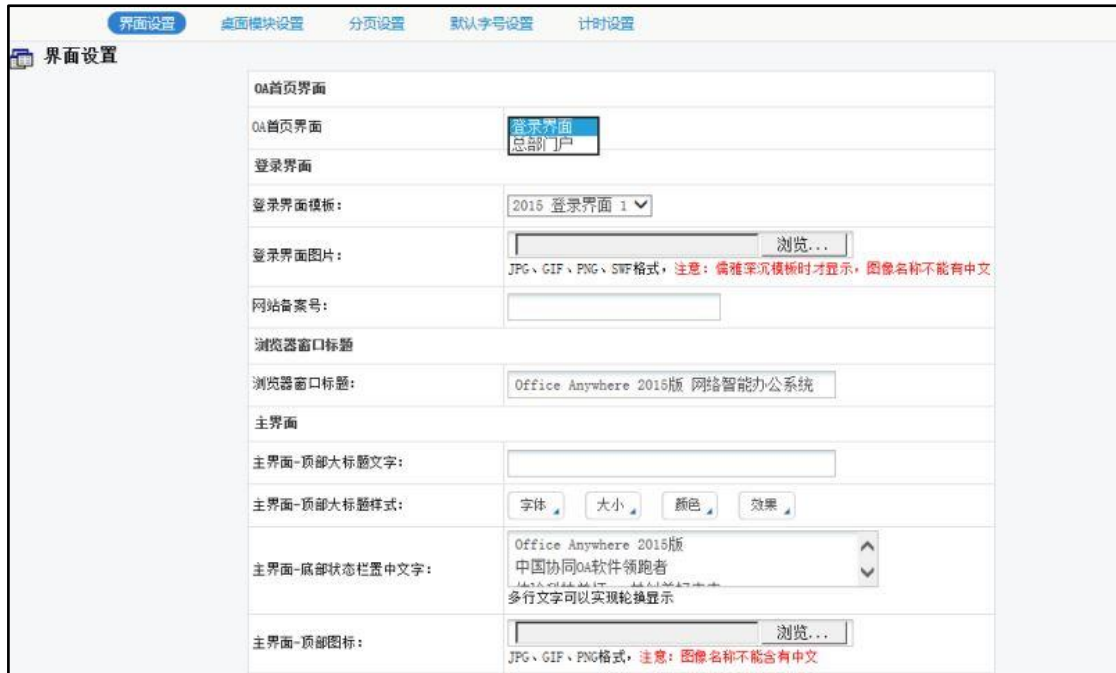 界面设置 桌面模块设置 分页设置 默认字号设置 计时设置
界面设置
OA首页界面
OA首页界面 登录界面
总部门户
登录界面
登录界面模板： 2015 登录界面 1
登录界面图片： 浏览...
JPG、GIF、PNG、SWF格式，注意：儒雅深沉模板时才显示，图像名称不能有中文
网站备案号：
浏览器窗口标题
浏览器窗口标题： Office Anywhere 2015版 网络智能办公系统
主界面
主界面-顶部大标题文字：
主界面-顶部大标题样式： 字体 大小 颜色 效果
主界面-底部状态栏置中文字： Office Anywhere 2015版
中国协同OA软件领跑者
多行文字可以实现轮换显示
主界面-顶部图标： 浏览...
JPG、GIF、PNG格式，注意：图像名称不能含有中文